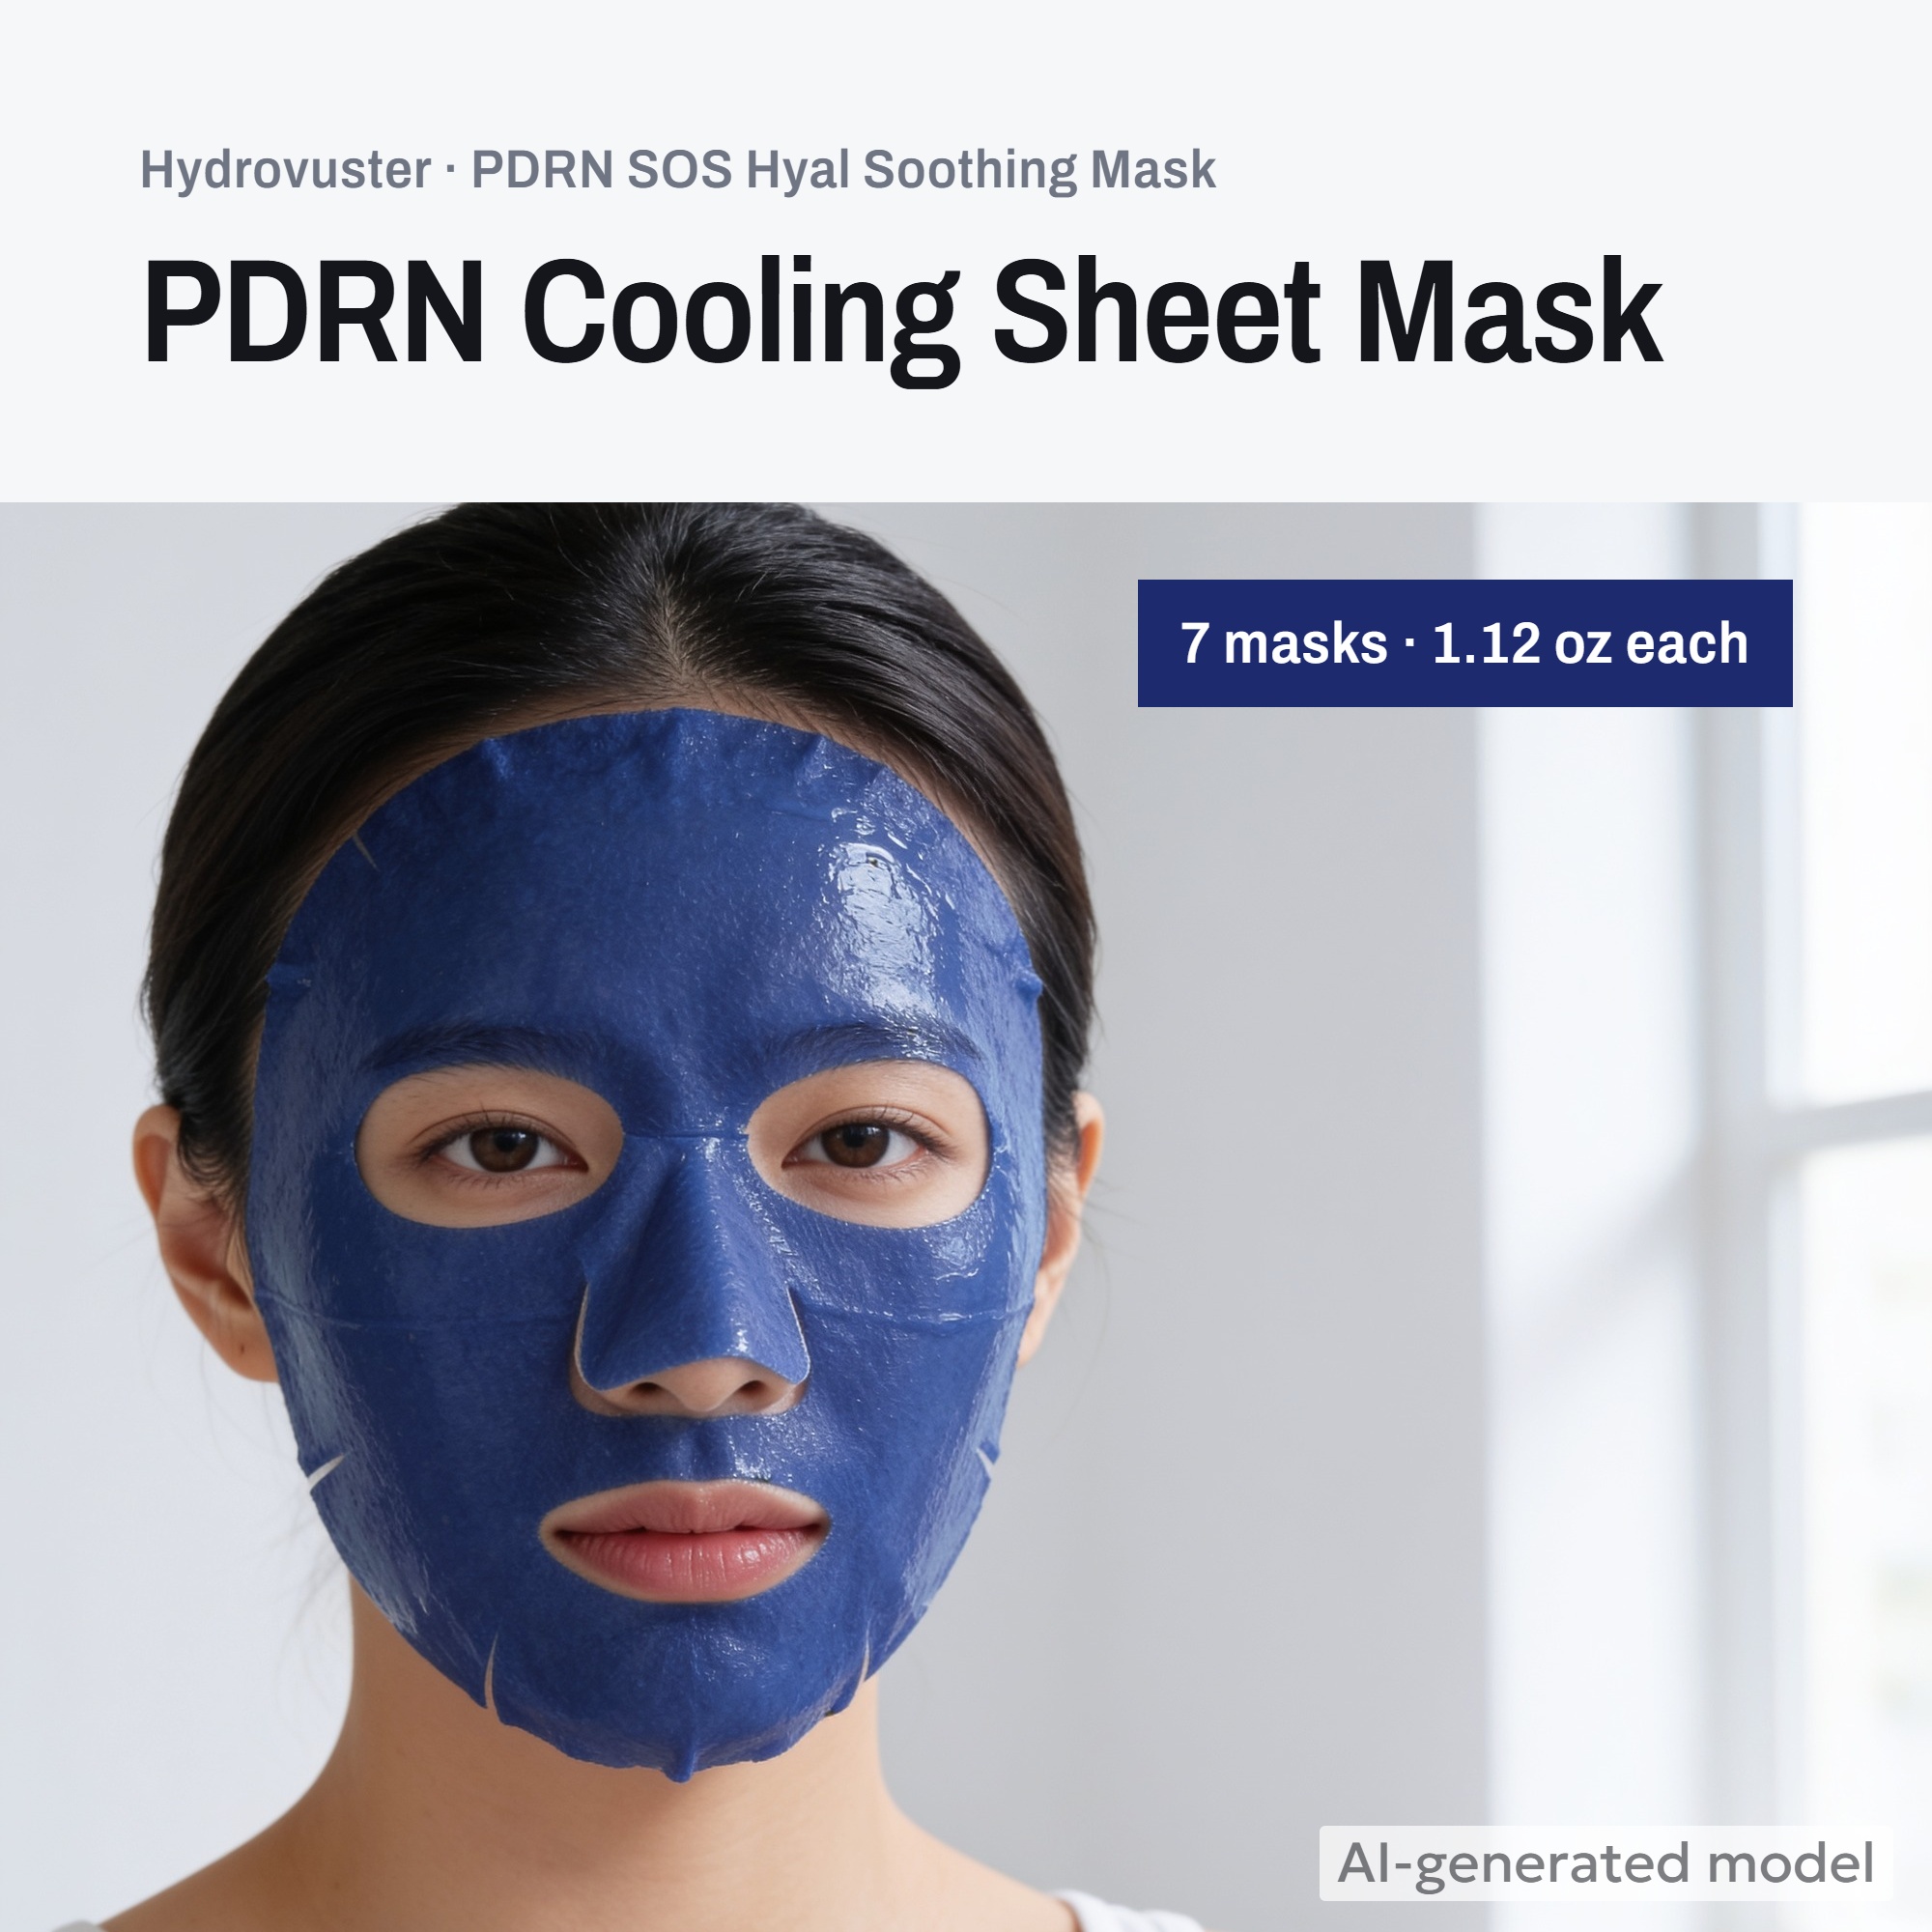 Hydrovuster · PDRN SOS Hyal Soothing Mask
PDRN Cooling Sheet Mask
7 masks · 1.12 oz each
AI-generated model